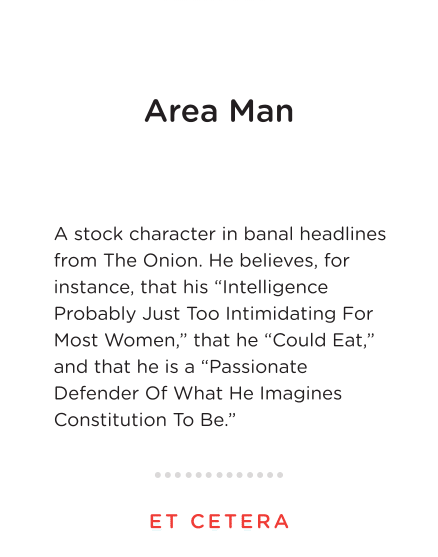 Area Man
A stock character in banal headlines
from The Onion. He believes, for
instance, that his “Intelligence
Probably Just Too Intimidating For
Most Women,” that he “Could Eat,”
and that he is a “Passionate
Defender Of What He Imagines
Constitution To Be.”
ET CETERA